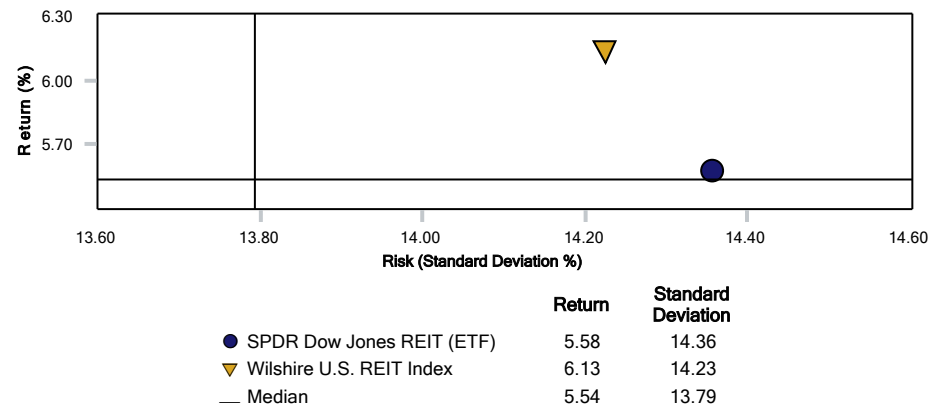 6.30
6.00
5.70
Return (%)
13.60 13.80 14.00 14.20 14.40 14.60
Risk (Standard Deviation %)
Return Standard Deviation
SPDR Dow Jones REIT (ETF) 5.58 14.36
Wilshire U.S. REIT Index 6.13 14.23
Median 5.54 13.79